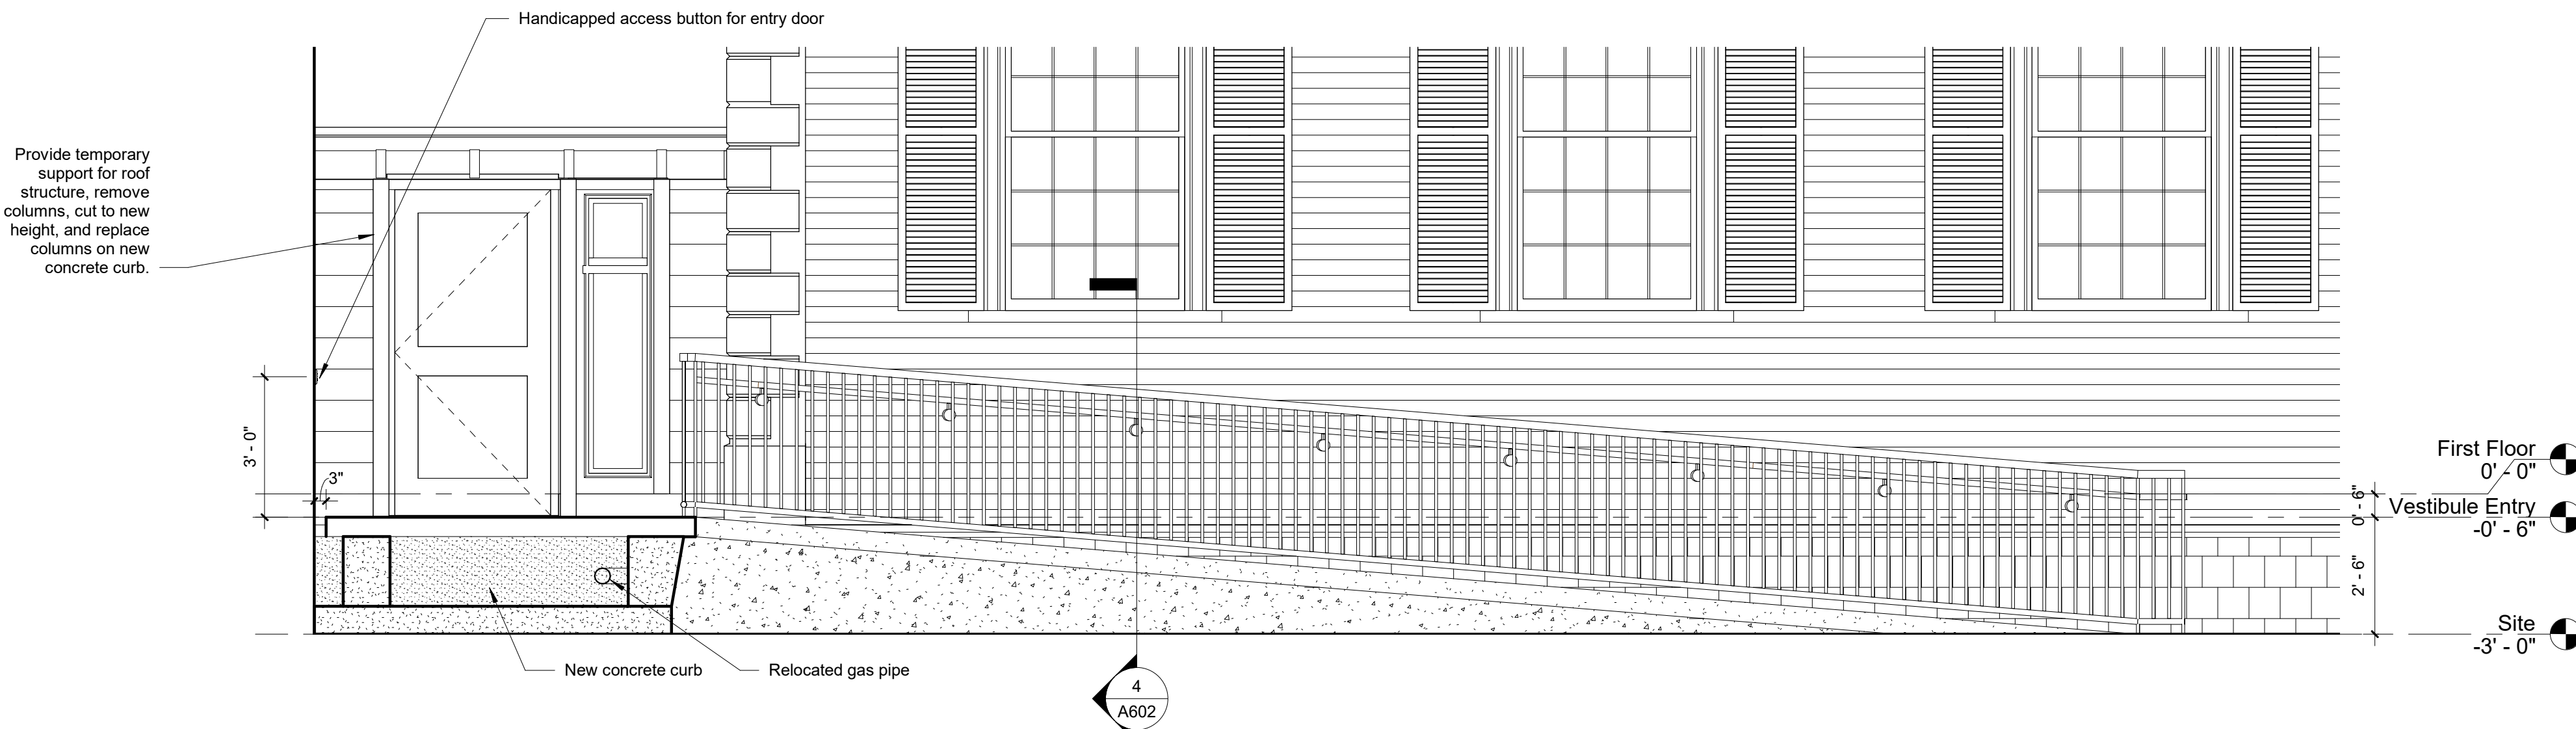 Handicapped access button for entry door
Provide temporary
support for roof
structure, remove
columns, cut to new
height, and replace
columns on new
concrete curb.
3' - 0"
3"
First Floor
0' - 0"
0' - 6"
Vestibule Entry
-0' - 6"
2' - 6"
Site
-3' - 0"
New concrete curb
Relocated gas pipe
4
A602